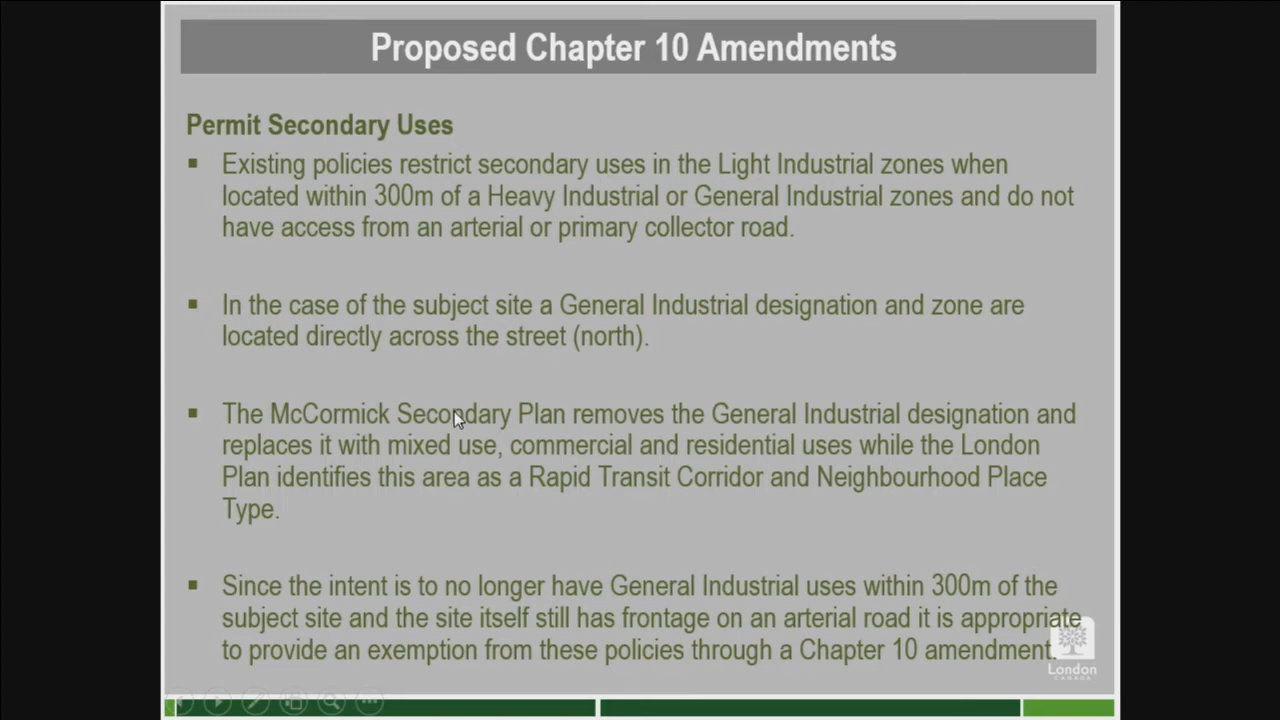 Proposed Chapter 10 Amendments
Permit Secondary Uses
▪ Existing policies restrict secondary uses in the Light Industrial zones when
located within 300m of a Heavy Industrial or General Industrial zones and do not
have access from an arterial or primary collector road.
▪ In the case of the subject site a General Industrial designation and zone are
located directly across the street (north).
▪ The McCormick Secondary Plan removes the General Industrial designation and
replaces it with mixed use, commercial and residential uses while the London
Plan identifies this area as a Rapid Transit Corridor and Neighbourhood Place
Type.
▪ Since the intent is to no longer have General Industrial uses within 300m of the
subject site and the site itself still has frontage on an arterial road it is appropriate
to provide an exemption from these policies through a Chapter 10 amendment.
London
CANADA